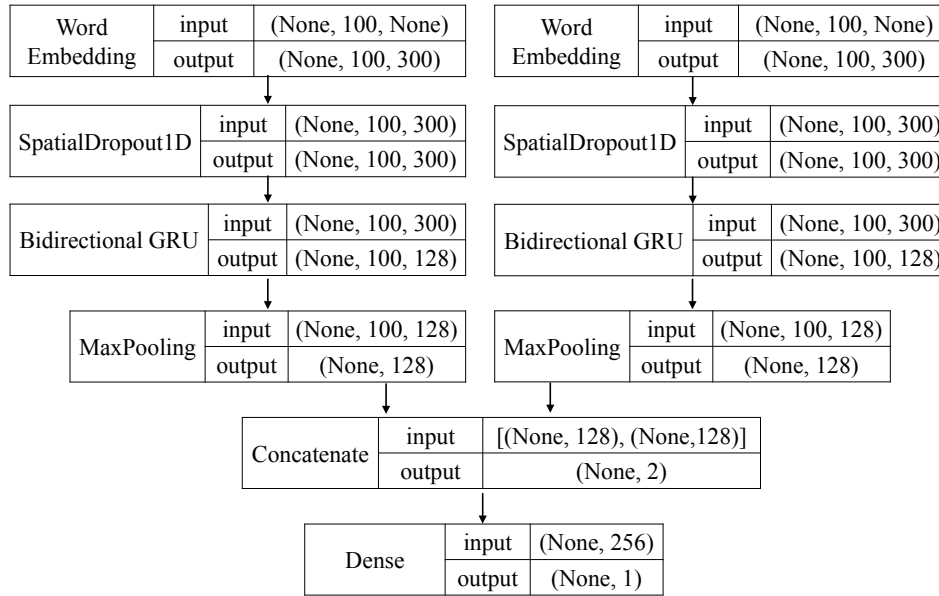 Word Embedding input (None, 100, None)
output (None, 100, 300)
SpatialDropout1D input (None, 100, 300)
output (None, 100, 300)
Bidirectional GRU input (None, 100, 300)
output (None, 100, 128)
MaxPooling input (None, 100, 128)
output (None, 128)
Word Embedding input (None, 100, None)
output (None, 100, 300)
SpatialDropout1D input (None, 100, 300)
output (None, 100, 300)
Bidirectional GRU input (None, 100, 300)
output (None, 100, 128)
MaxPooling input (None, 100, 128)
output (None, 128)
Concatenate input [(None, 128), (None,128)]
output (None, 2)
Dense input (None, 256)
output (None, 1)